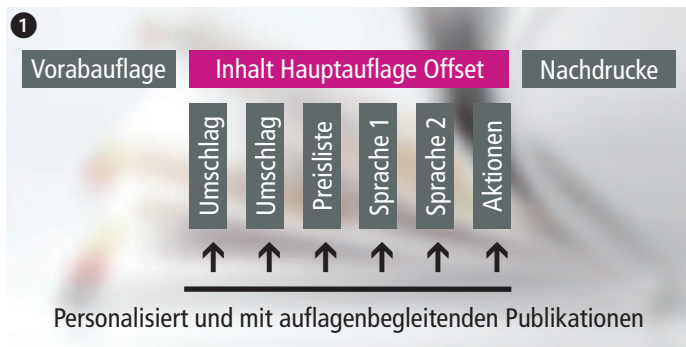 1
Vorabauflage
Inhalt Hauptauflage Offset
Nachdrucke
Umschlag
Umschlag
Preisliste
Sprache 1
Sprache 2
Aktionen
Personalisiert und mit auflagenbegleitenden Publikationen